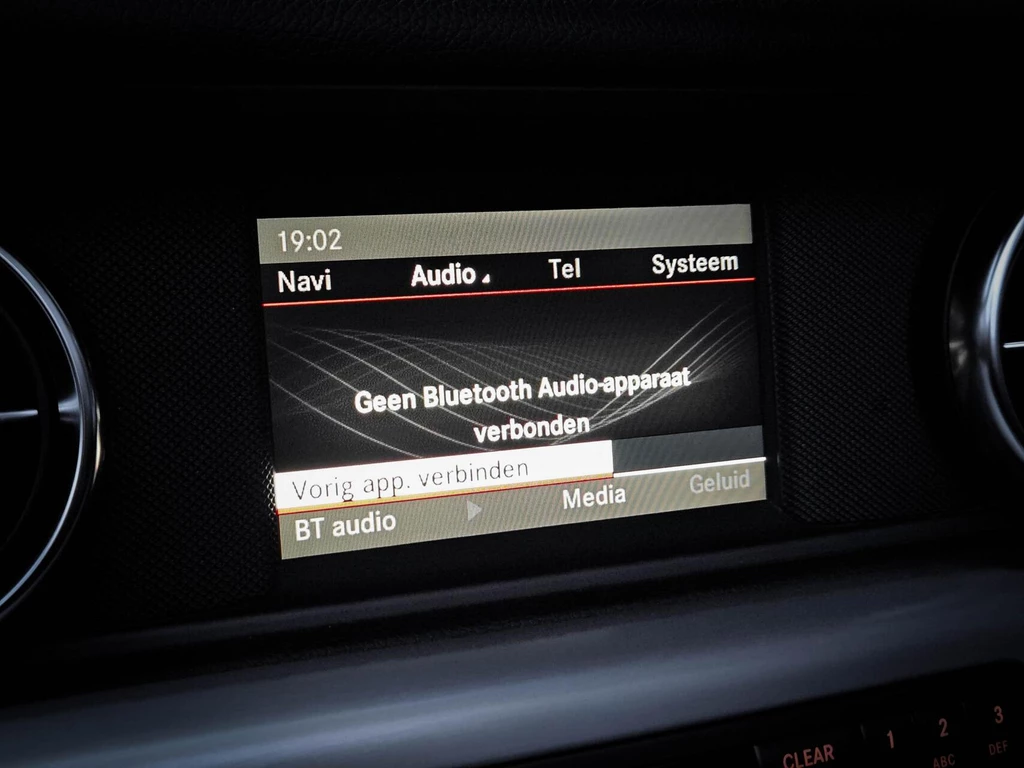 19:02
Navi Audio Tel Systeem
Geen Bluetooth Audio-apparaat
verbonden
Vorig app. verbinden
BT audio Media Geluid
CLEAR 1 2 3
ABC DEF